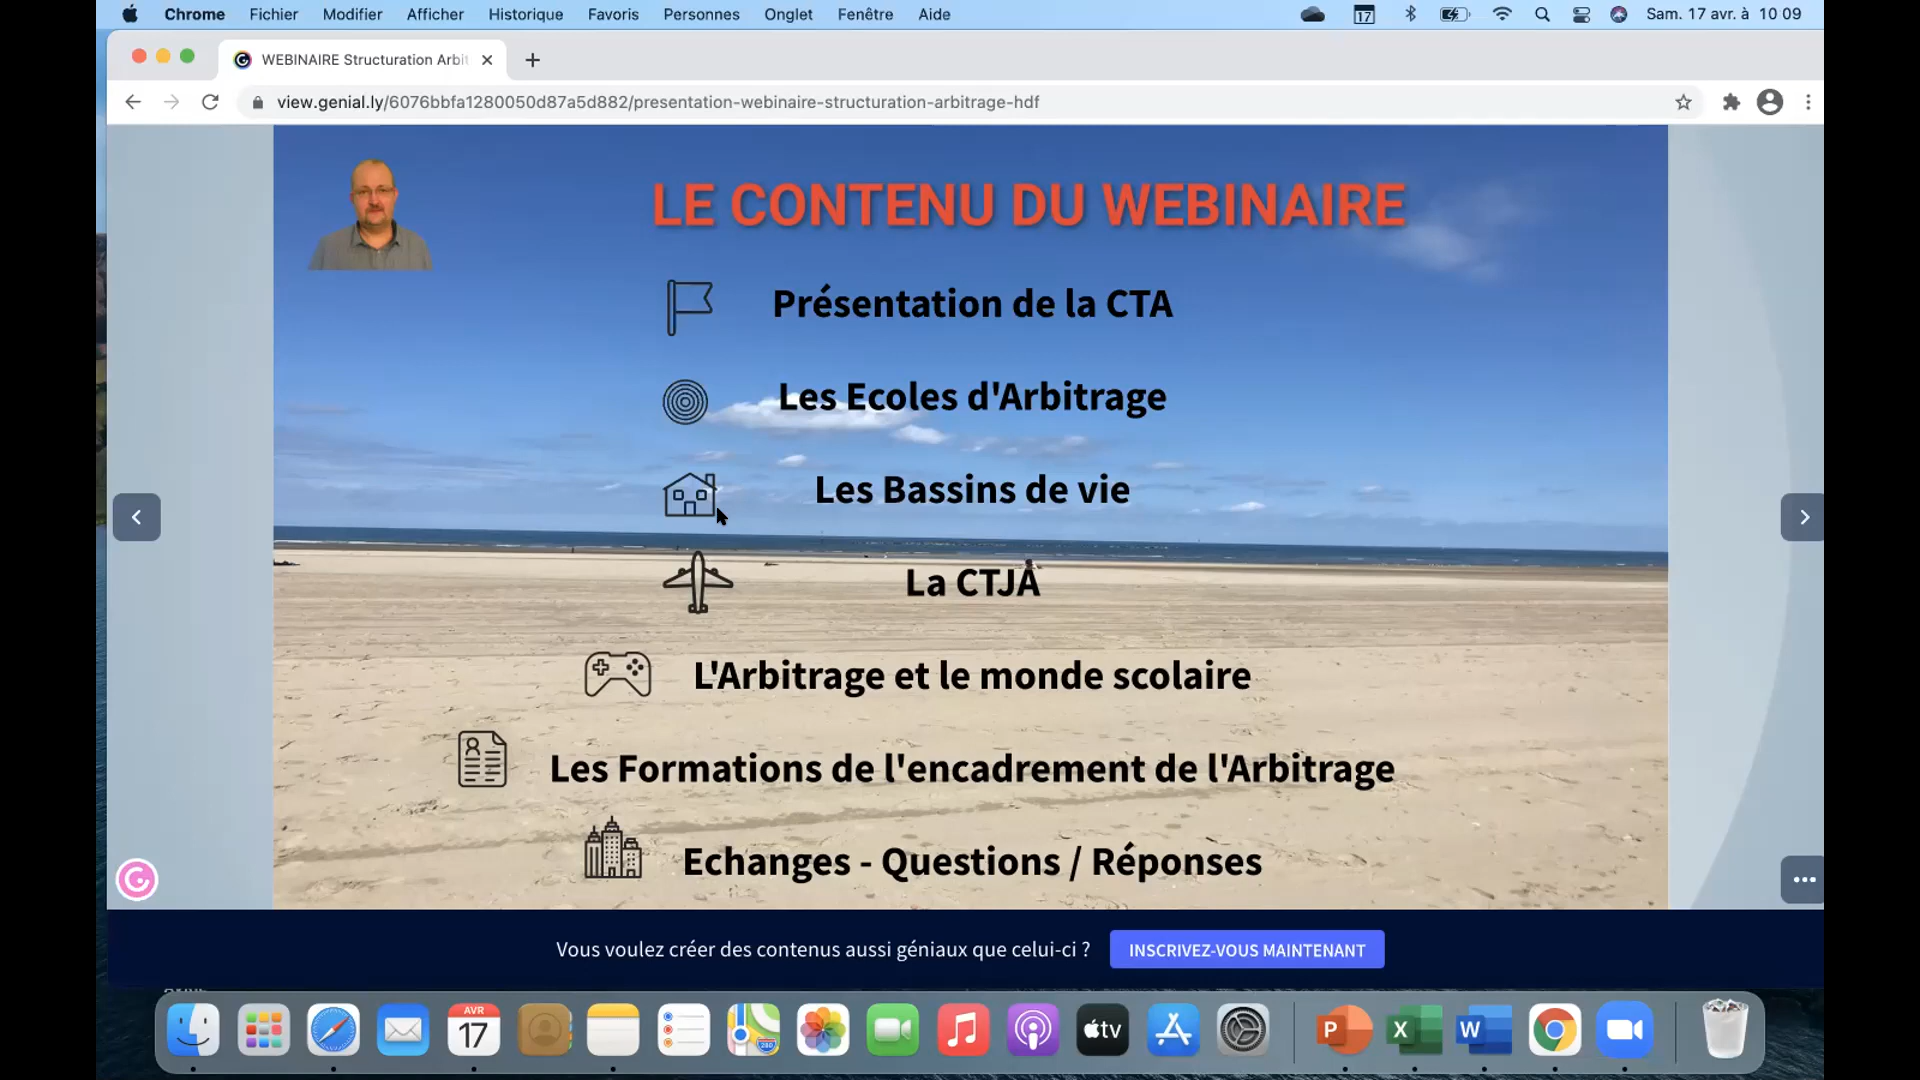 Chrome Fichier Modifier Afficher Historique Favoris Personnes Onglet Fenêtre Aide 17 Sam. 17 avr. à 10 09
WEBINAIRE Structuration Arbit
view.genial.ly/6076bbfa1280050d87a5d882/presentation-webinaire-structuration-arbitrage-hdf
LE CONTENU DU WEBINAIRE
Présentation de la CTA
Les Ecoles d'Arbitrage
Les Bassins de vie
La CTJA
L'Arbitrage et le monde scolaire
Les Formations de l'encadrement de l'Arbitrage
Echanges - Questions / Réponses
Vous voulez créer des contenus aussi géniaux que celui-ci ? INSCRIVEZ-VOUS MAINTENANT
AVR
17
280
tv
P
X
W